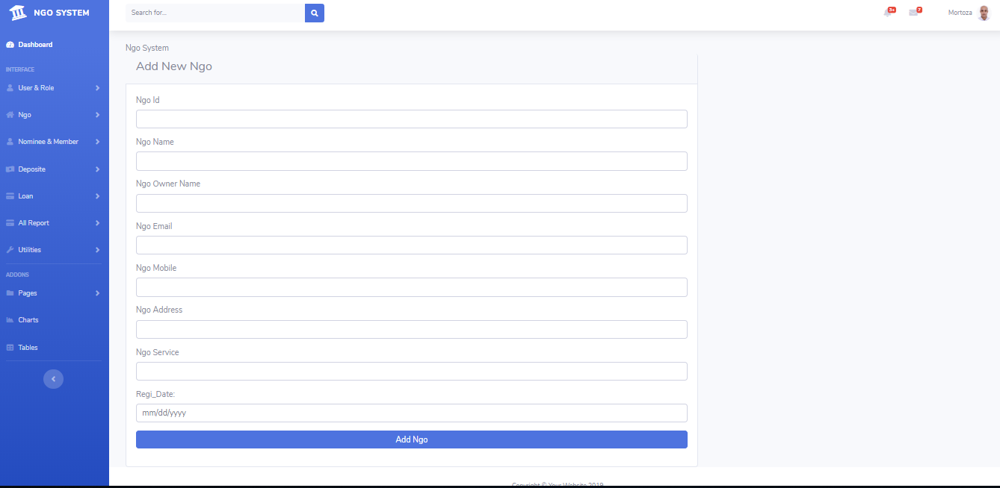 NGO SYSTEM
Search for...
3+
7
Mortoza
Dashboard
INTERFACE
User & Role
Ngo
Nominee & Member
Deposite
Loan
All Report
Utilities
ADDONS
Pages
Charts
Tables
Ngo System
Add New Ngo
Ngo Id
Ngo Name
Ngo Owner Name
Ngo Email
Ngo Mobile
Ngo Address
Ngo Service
Regi_Date:
mm/dd/yyyy
Add Ngo
Copyright © Your Website 2019